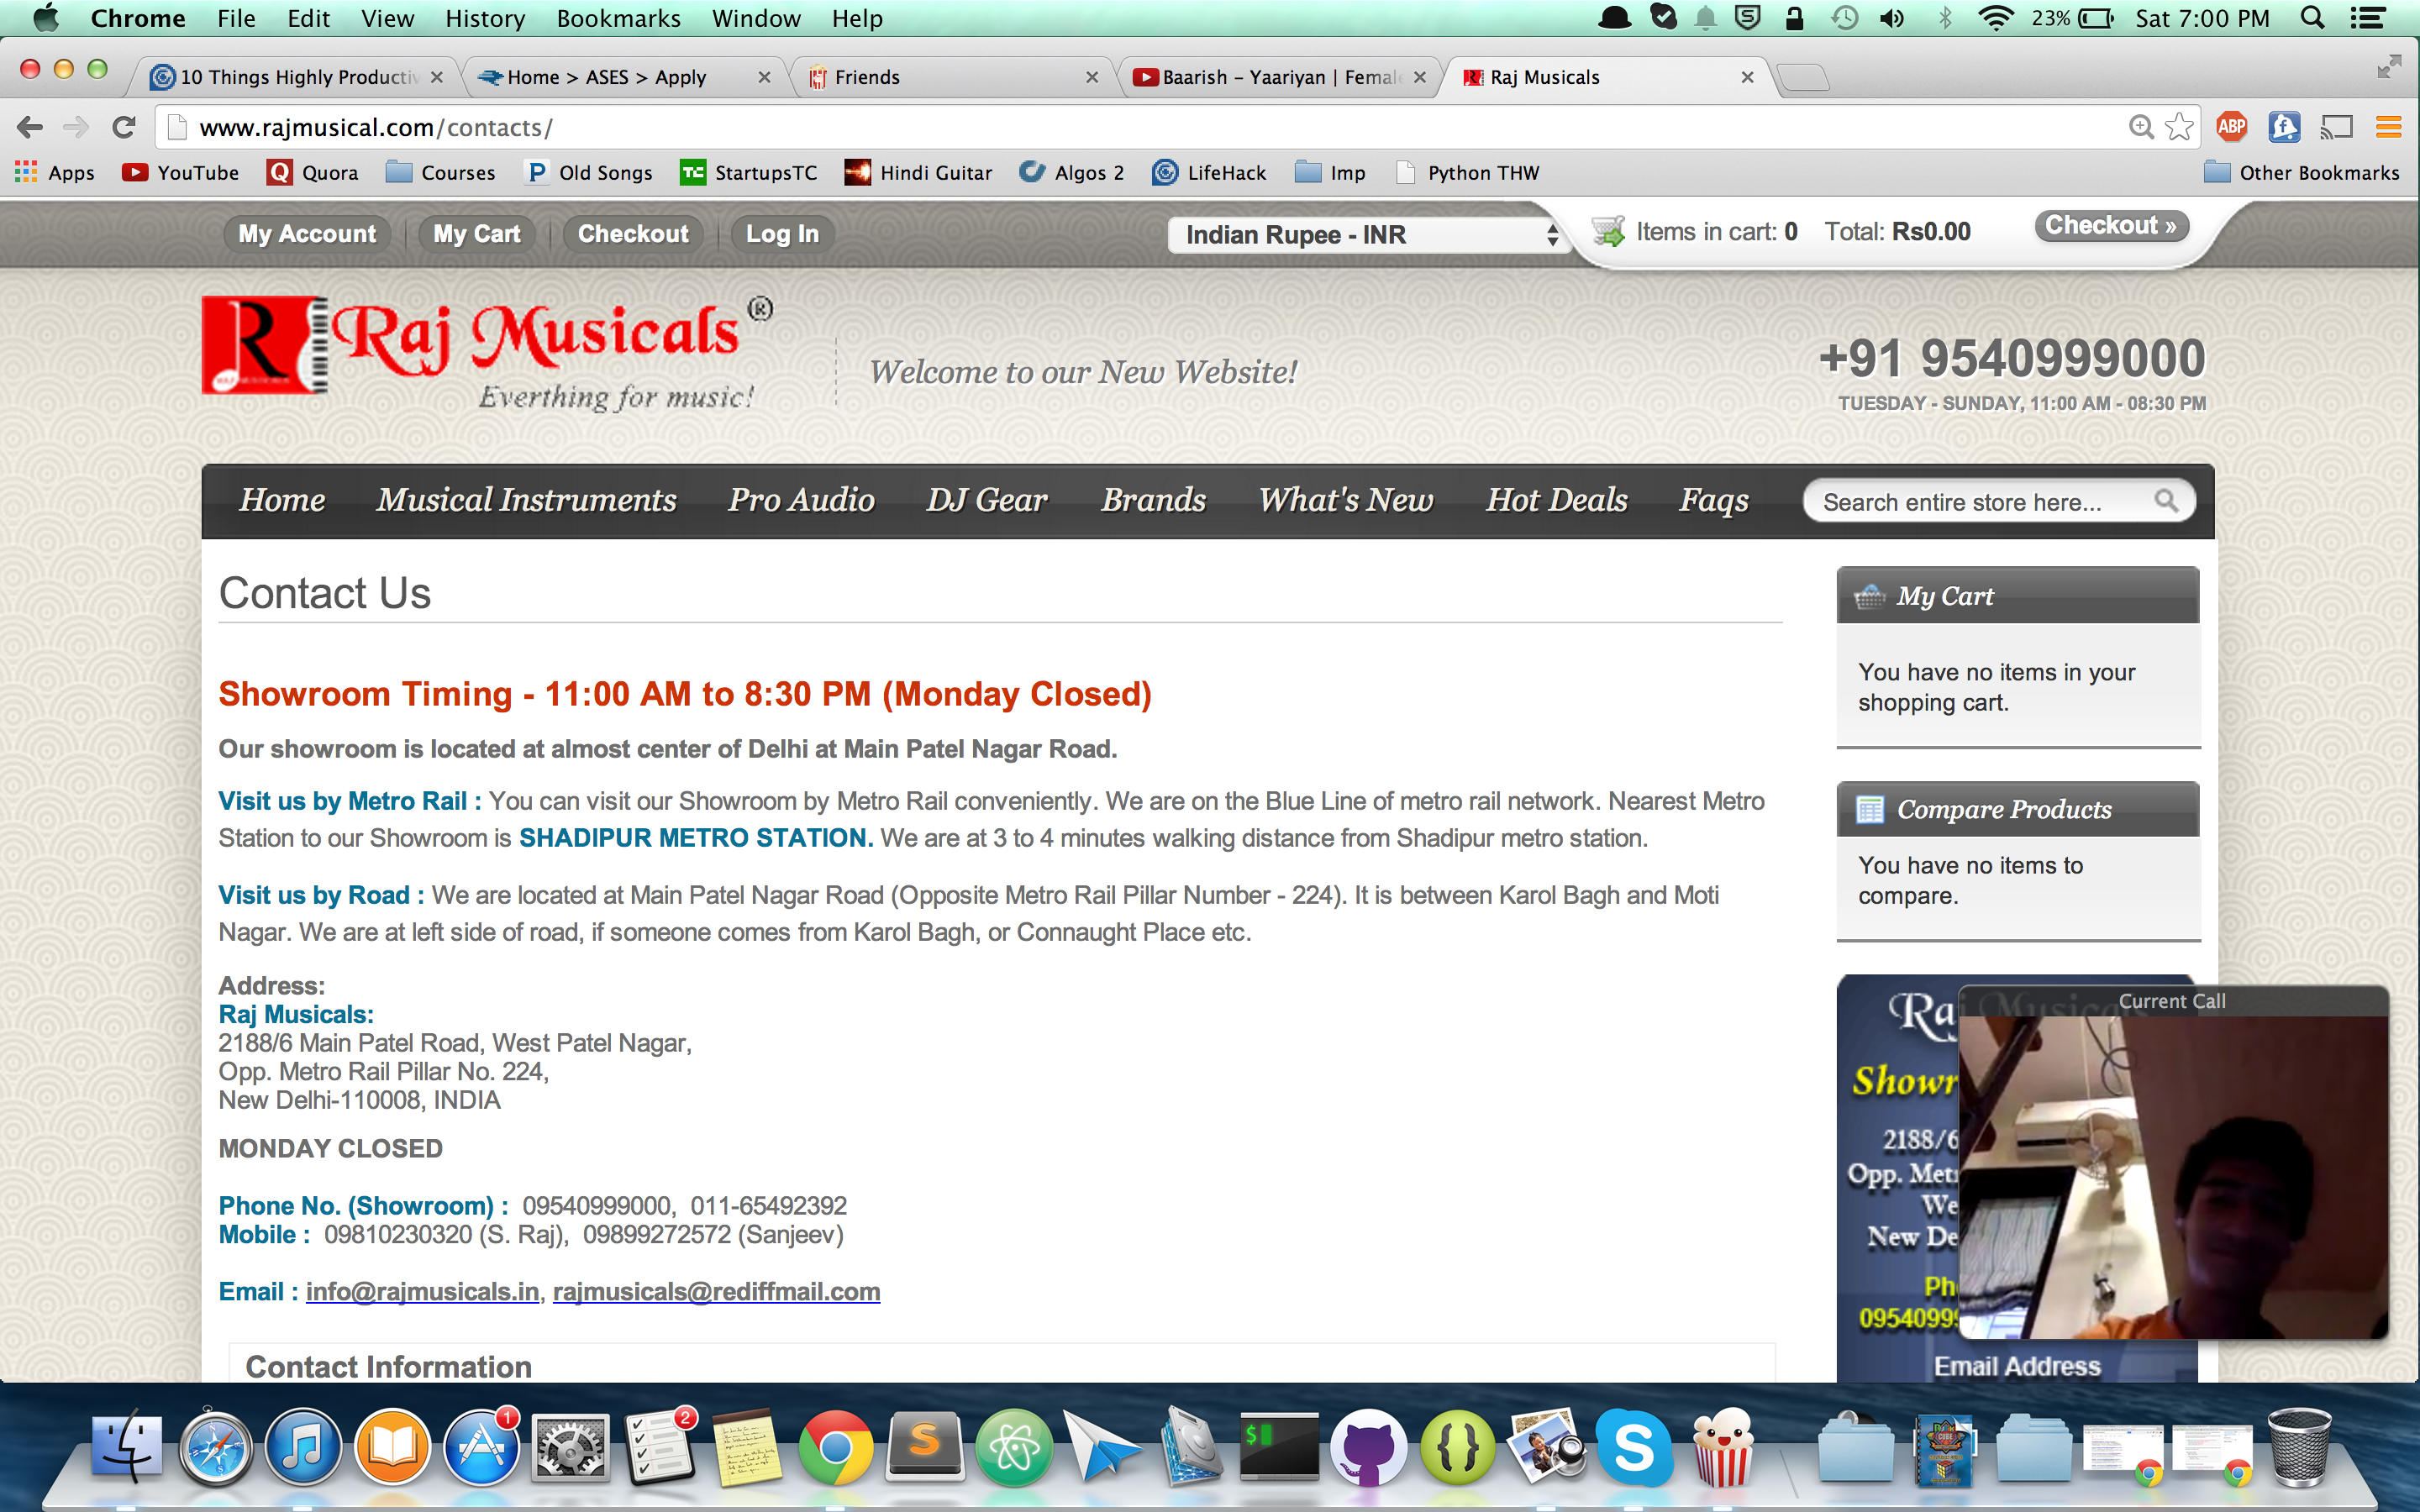 Chrome File Edit View History Bookmarks Window Help 23% Sat 7:00 PM
10 Things Highly Productiv Home > ASES > Apply Friends Baarish - Yaariyan | Female Raj Musicals
www.rajmusical.com/contacts/ ABP
Apps YouTube Quora Courses Old Songs StartupsTC Hindi Guitar Algos 2 LifeHack Imp Python THW Other Bookmarks
My Account My Cart Checkout Log In Indian Rupee - INR Items in cart: 0 Total: Rs0.00 Checkout »
R Raj Musicals ®
Everthing for music!
Welcome to our New Website!
+91 9540999000
TUESDAY - SUNDAY, 11:00 AM - 08:30 PM
Home Musical Instruments Pro Audio DJ Gear Brands What's New Hot Deals Faqs Search entire store here...
Contact Us
Showroom Timing - 11:00 AM to 8:30 PM (Monday Closed)
Our showroom is located at almost center of Delhi at Main Patel Nagar Road.
Visit us by Metro Rail : You can visit our Showroom by Metro Rail conveniently. We are on the Blue Line of metro rail network. Nearest Metro
Station to our Showroom is SHADIPUR METRO STATION. We are at 3 to 4 minutes walking distance from Shadipur metro station.
Visit us by Road : We are located at Main Patel Nagar Road (Opposite Metro Rail Pillar Number - 224). It is between Karol Bagh and Moti
Nagar. We are at left side of road, if someone comes from Karol Bagh, or Connaught Place etc.
Address:
Raj Musicals:
2188/6 Main Patel Road, West Patel Nagar,
Opp. Metro Rail Pillar No. 224,
New Delhi-110008, INDIA
MONDAY CLOSED
Phone No. (Showroom) : 09540999000, 011-65492392
Mobile : 09810230320 (S. Raj), 09899272572 (Sanjeev)
Email : info@rajmusicals.in, rajmusicals@rediffmail.com
Contact Information
My Cart
You have no items in your
shopping cart.
Compare Products
You have no items to
compare.
Raj Musicals
Current Call
Showr
2188/6
Opp. Met
We
New De
Ph
0954099
Email Address
1 2